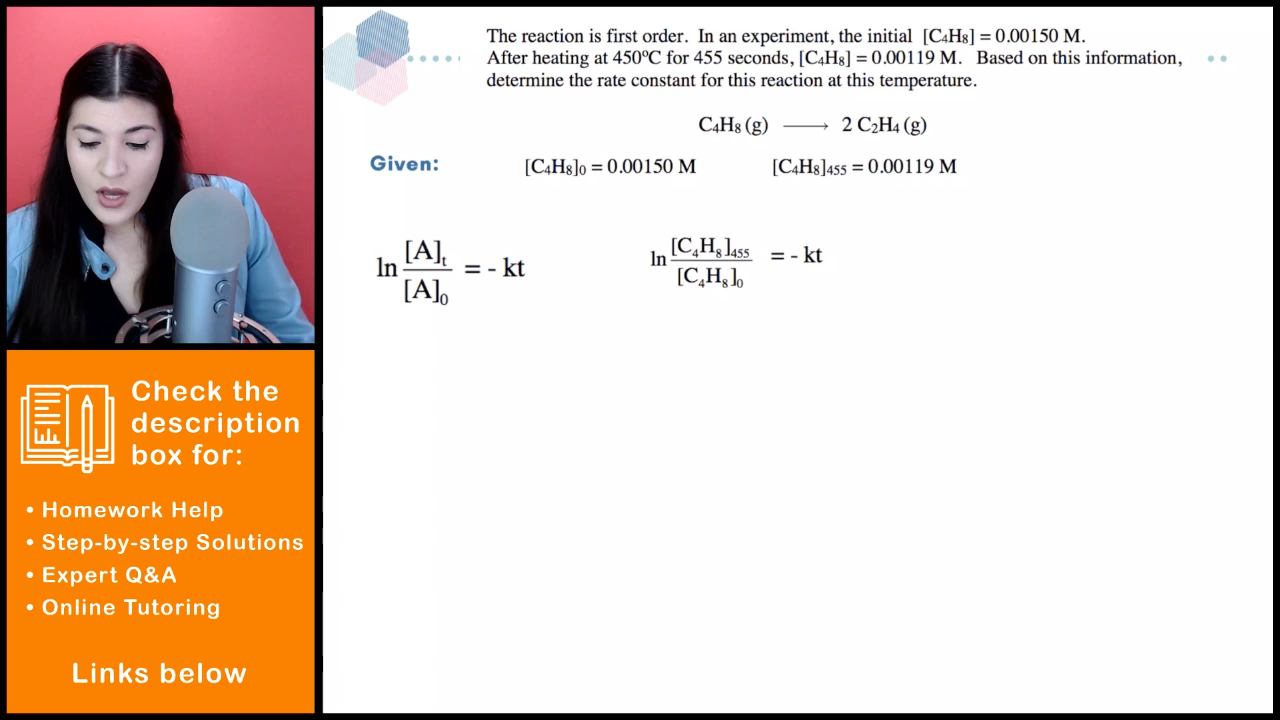 The reaction is first order. In an experiment, the initial [C₄H₈] = 0.00150 M.
After heating at 450ºC for 455 seconds, [C₄H₈] = 0.00119 M. Based on this information,
determine the rate constant for this reaction at this temperature.
C₄H₈ (g) ⟶ 2 C₂H₄ (g)
Given: [C₄H₈]₀ = 0.00150 M [C₄H₈]₄₅₅ = 0.00119 M
ln [A]ₜ / [A]₀ = - kt
ln [C₄H₈]₄₅₅ / [C₄H₈]₀ = - kt
Check the
description
box for:
• Homework Help
• Step-by-step Solutions
• Expert Q&A
• Online Tutoring
Links below